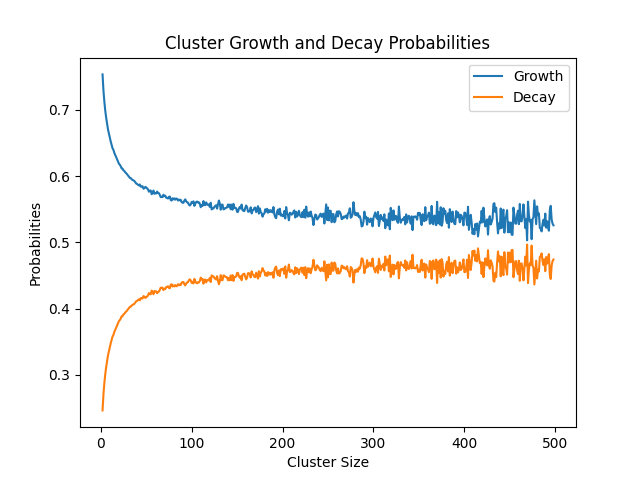 Cluster Growth and Decay Probabilities
Growth
Decay
Probabilities
0.7
0.6
0.5
0.4
0.3
0
100
200
300
400
500
Cluster Size